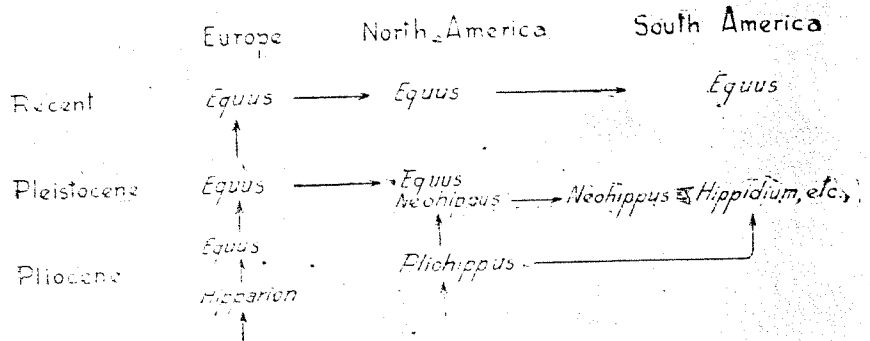 Europe North America South America
Recent Equus Equus Equus
Pleistocene Equus Equus
Neohippus Neohippus Hippidium, etc.,
Equus
Pliocene Pliohippus
Hipparion